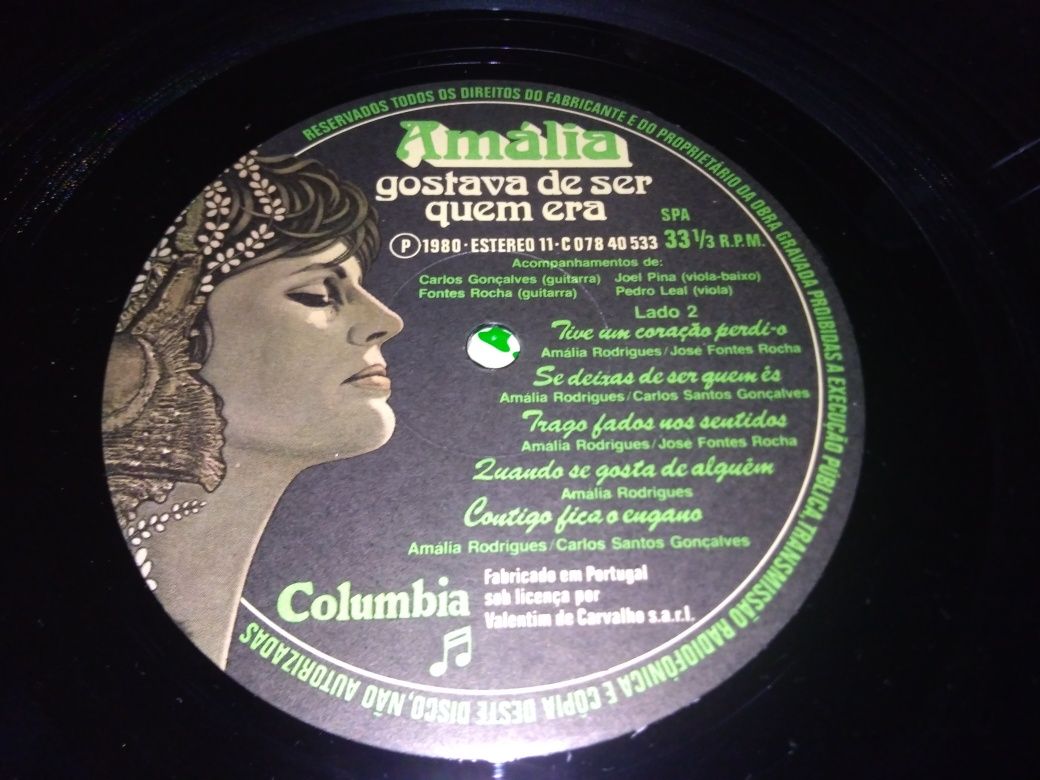 RESERVADOS TODOS OS DIREITOS DO FABRICANTE E DO PROPRIETÁRIO DA OBRA GRAVADA PROIBIDAS A EXECUÇÃO PÚBLICA, TRANSMISSÃO RADIOFÓNICA E CÓPIA DESTE DISCO, NÃO AUTORIZADAS
Amália
gostava de ser
quem era
SPA
Ⓟ 1980 · ESTEREO 11 - C 078 40 533 33 1/3 R.P.M.
Acompanhamentos de:
Carlos Gonçalves (guitarra) Joel Pina (viola-baixo)
Fontes Rocha (guitarra) Pedro Leal (viola)
Lado 2
Tive um coração perdi-o
Amália Rodrigues/José Fontes Rocha
Se deixas de ser quem és
Amália Rodrigues/Carlos Santos Gonçalves
Trago fados nos sentidos
Amália Rodrigues/José Fontes Rocha
Quando se gosta de alguém
Amália Rodrigues
Contigo fica o engano
Amália Rodrigues/Carlos Santos Gonçalves
Columbia
Fabricado em Portugal
sob licença por
Valentim de Carvalho s.a.r.l.